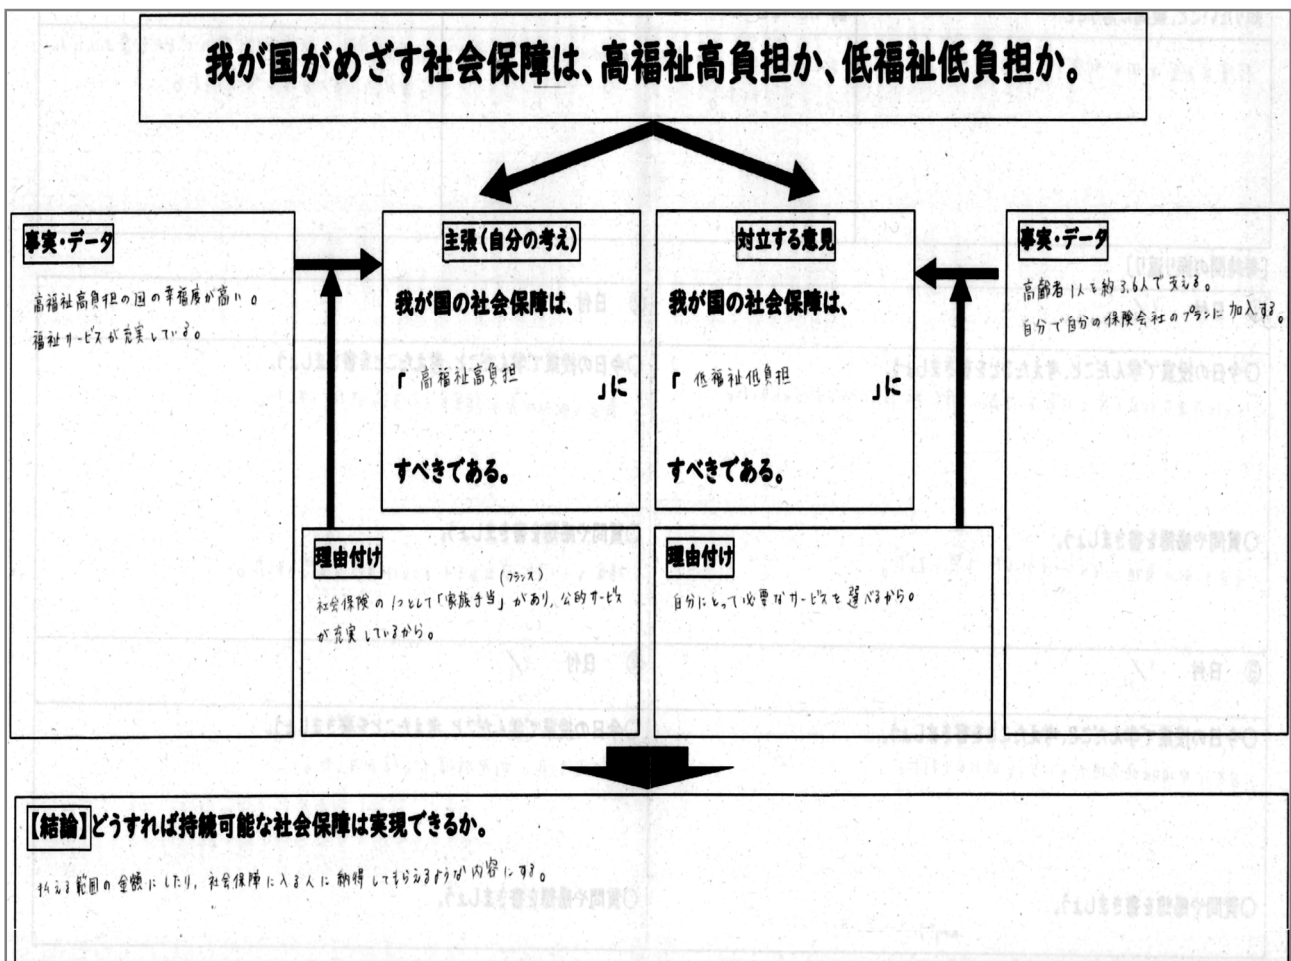 我が国がめざす社会保障は、高福祉高負担か、低福祉低負担か。
事実・データ
高福祉高負担の国の幸福度が高い。
福祉サービスが充実している。
主張(自分の考え)
我が国の社会保障は、
「 高福祉高負担 」に
すべきである。
理由付け
(フランス)
社会保険の1つとして「家族手当」があり、公的サービス
が充実しているから。
対立する意見
我が国の社会保障は、
「 低福祉低負担 」に
すべきである。
理由付け
自分にとって必要なサービスを選べるから。
事実・データ
高齢者1人を約3.6人で支える。
自分で自分の保険会社のプランに加入する。
【結論】どうすれば持続可能な社会保障は実現できるか。
払える範囲の金額にしたり、社会保障に入る人に納得してもらえるような内容にする。